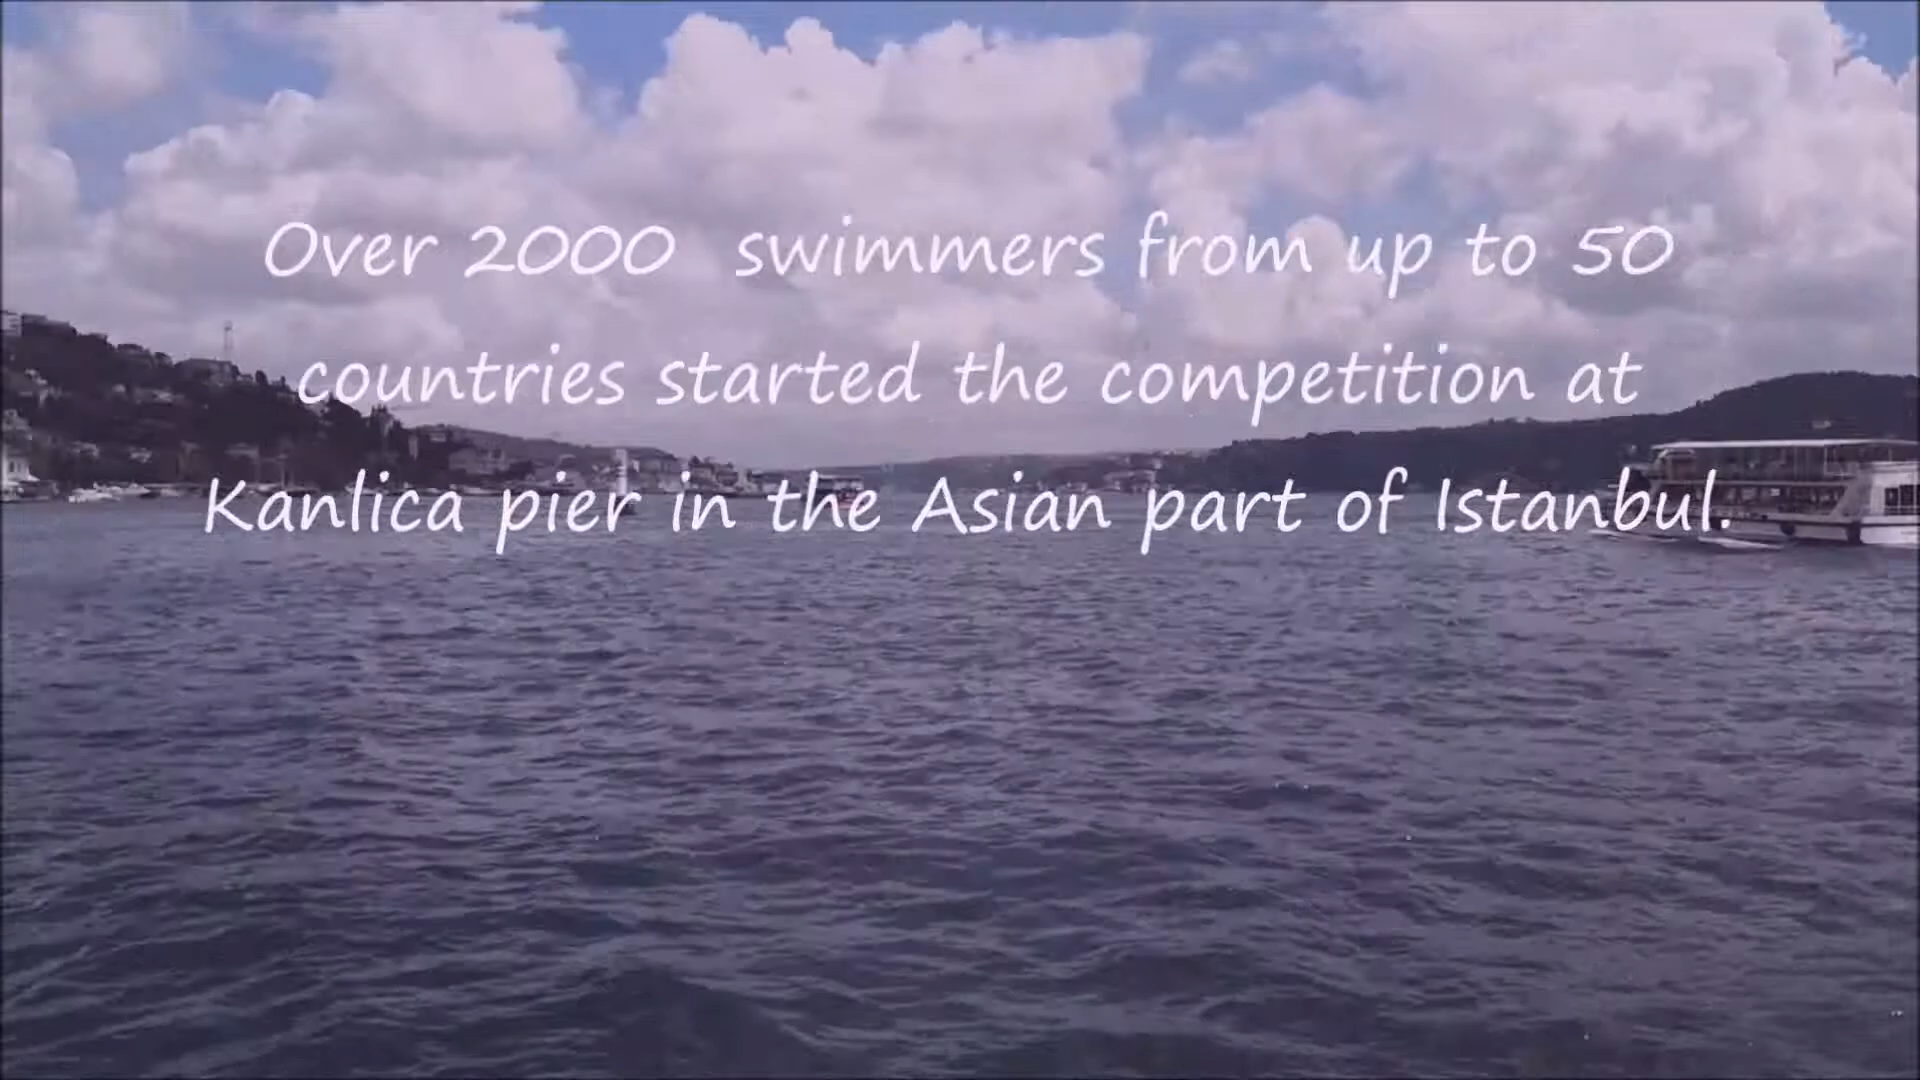 Over 2000 swimmers from up to 50
countries started the competition at
Kanlica pier in the Asian part of Istanbul.